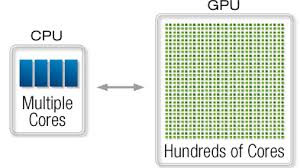 CPU
Multiple
Cores
GPU
Hundreds of Cores